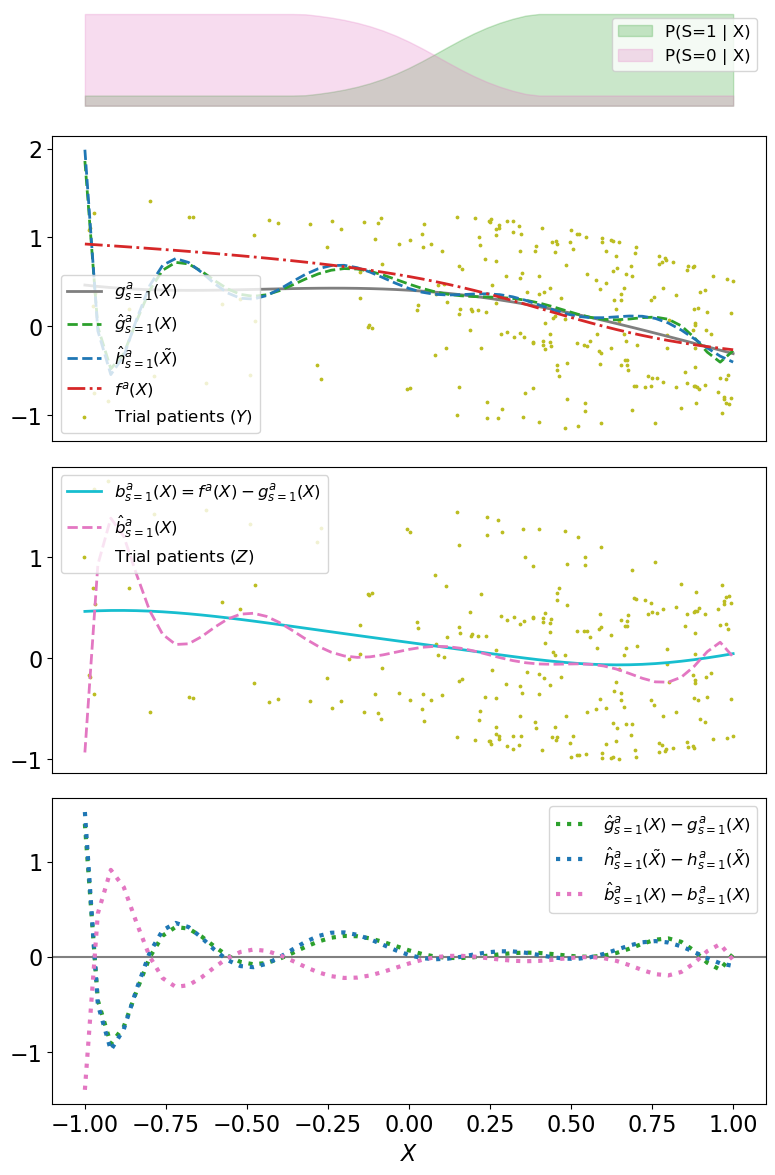 P(S=1 | X)
P(S=0 | X)
2
1
0
−1
g^a_{s=1}(X)
ĝ^a_{s=1}(X)
ĥ^a_{s=1}(X̃)
f^a(X)
Trial patients (Y)
1
0
−1
b^a_{s=1}(X) = f^a(X) − g^a_{s=1}(X)
b̂^a_{s=1}(X)
Trial patients (Z)
1
0
−1
ĝ^a_{s=1}(X) − g^a_{s=1}(X)
ĥ^a_{s=1}(X̃) − h^a_{s=1}(X̃)
b̂^a_{s=1}(X) − b^a_{s=1}(X)
−1.00 −0.75 −0.50 −0.25 0.00 0.25 0.50 0.75 1.00
X